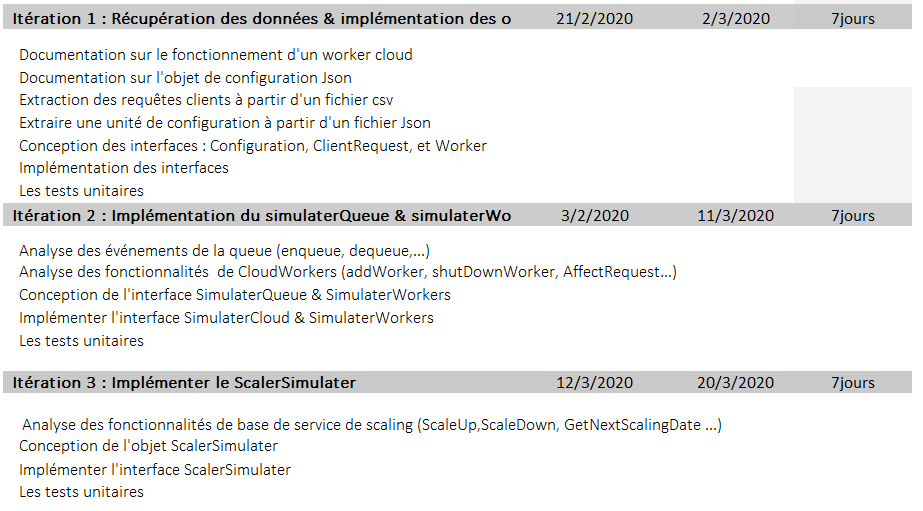 Itération 1 : Récupération des données & implémentation des o 21/2/2020 2/3/2020 7jours
Documentation sur le fonctionnement d'un worker cloud
Documentation sur l'objet de configuration Json
Extraction des requêtes clients à partir d'un fichier csv
Extraire une unité de configuration à partir d'un fichier Json
Conception des interfaces : Configuration, ClientRequest, et Worker
Implémentation des interfaces
Les tests unitaires
Itération 2 : Implémentation du simulaterQueue & simulaterWo 3/2/2020 11/3/2020 7jours
Analyse des événements de la queue (enqueue, dequeue,...)
Analyse des fonctionnalités de CloudWorkers (addWorker, shutDownWorker, AffectRequest...)
Conception de l'interface SimulaterQueue & SimulaterWorkers
Implémenter l'interface SimulaterCloud & SimulaterWorkers
Les tests unitaires
Itération 3 : Implémenter le ScalerSimulater 12/3/2020 20/3/2020 7jours
Analyse des fonctionnalités de base de service de scaling (ScaleUp,ScaleDown, GetNextScalingDate ...)
Conception de l'objet ScalerSimulater
Implémenter l'interface ScalerSimulater
Les tests unitaires